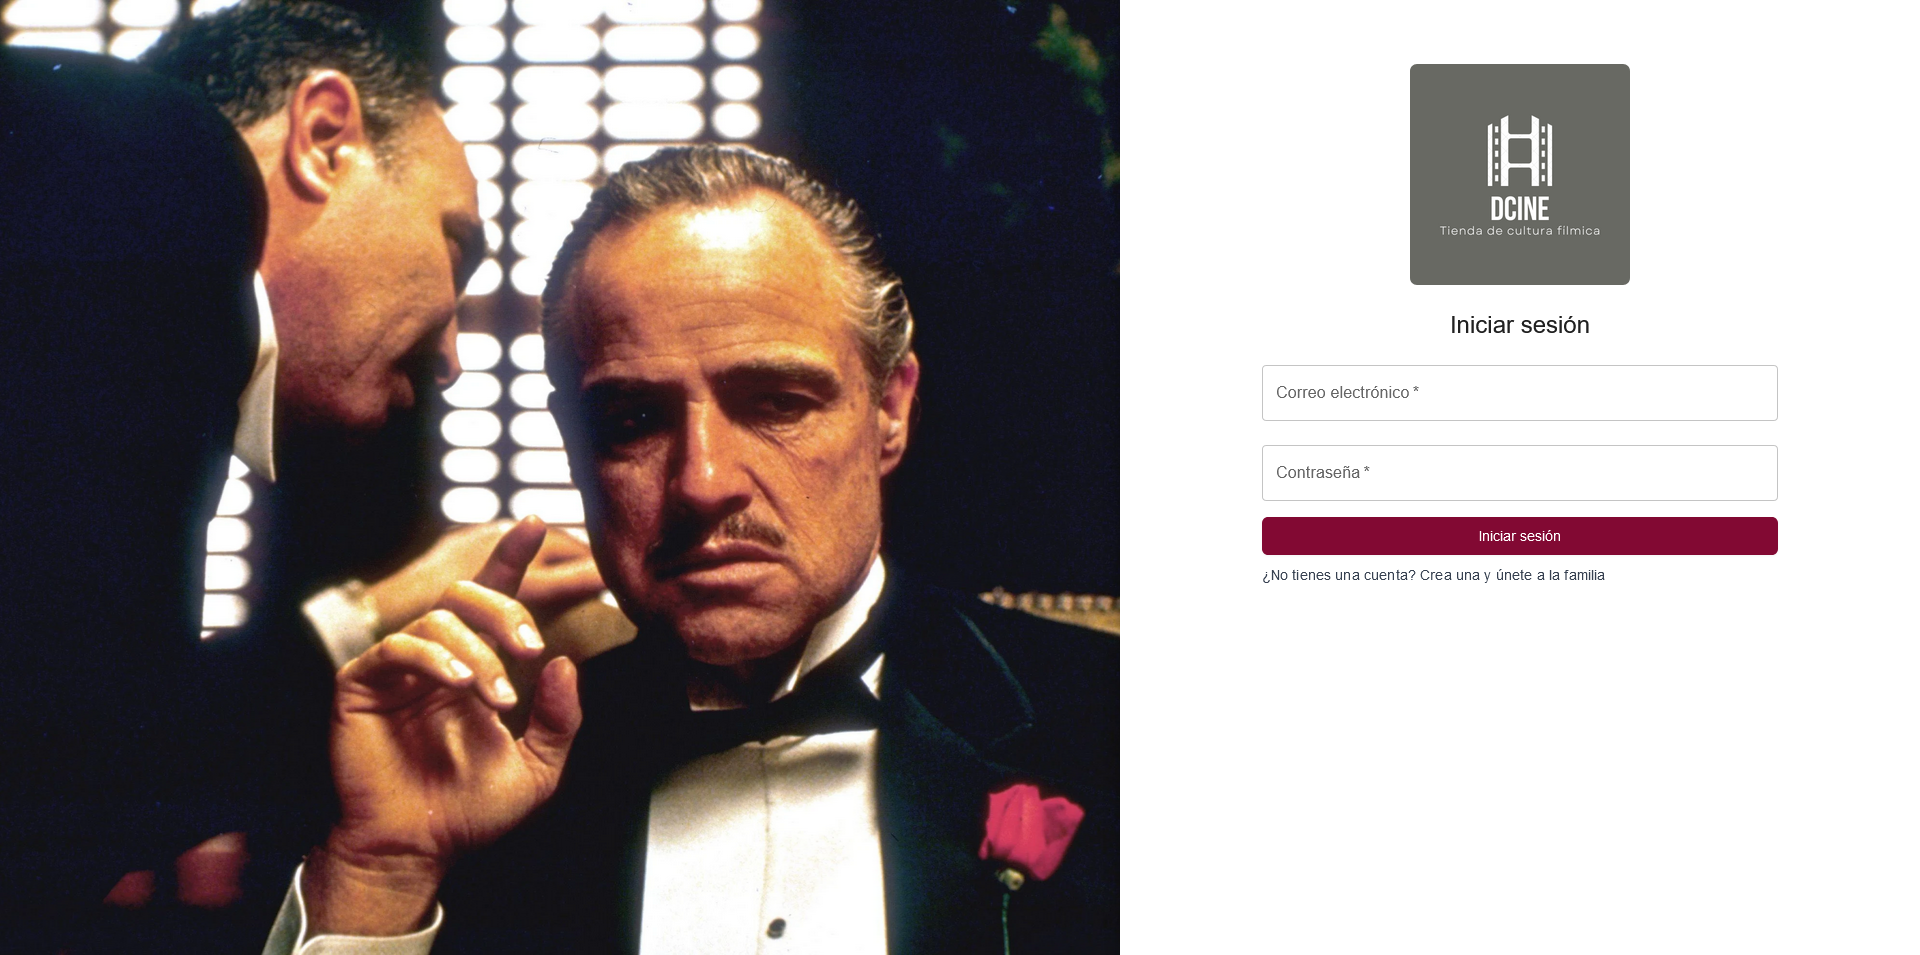 DCINE
Tienda de cultura fílmica
Iniciar sesión
Correo electrónico *
Contraseña *
Iniciar sesión
¿No tienes una cuenta? Crea una y únete a la familia